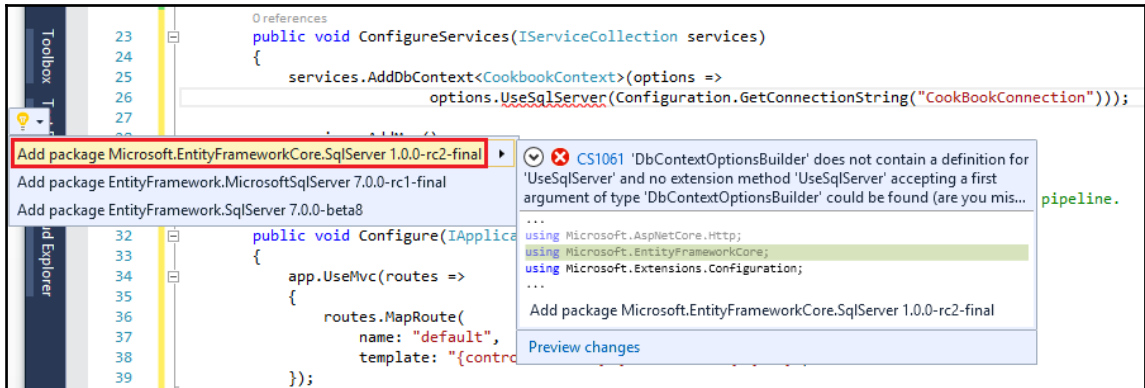 0 references
Toolbox
23 public void ConfigureServices(IServiceCollection services)
24 {
25 services.AddDbContext<CookbookContext>(options =>
26 options.UseSqlServer(Configuration.GetConnectionString("CookBookConnection")));
27
Add package Microsoft.EntityFrameworkCore.SqlServer 1.0.0-rc2-final
Add package EntityFramework.MicrosoftSqlServer 7.0.0-rc1-final
Add package EntityFramework.SqlServer 7.0.0-beta8
CS1061 'DbContextOptionsBuilder' does not contain a definition for
'UseSqlServer' and no extension method 'UseSqlServer' accepting a first
argument of type 'DbContextOptionsBuilder' could be found (are you mis...
pipeline.
...
using Microsoft.AspNetCore.Http;
using Microsoft.EntityFrameworkCore;
using Microsoft.Extensions.Configuration;
...
Add package Microsoft.EntityFrameworkCore.SqlServer 1.0.0-rc2-final
Preview changes
ud Explorer
32 public void Configure(IApplica
33 {
34 app.UseMvc(routes =>
35 {
36 routes.MapRoute(
37 name: "default",
38 template: "{contro
39 });